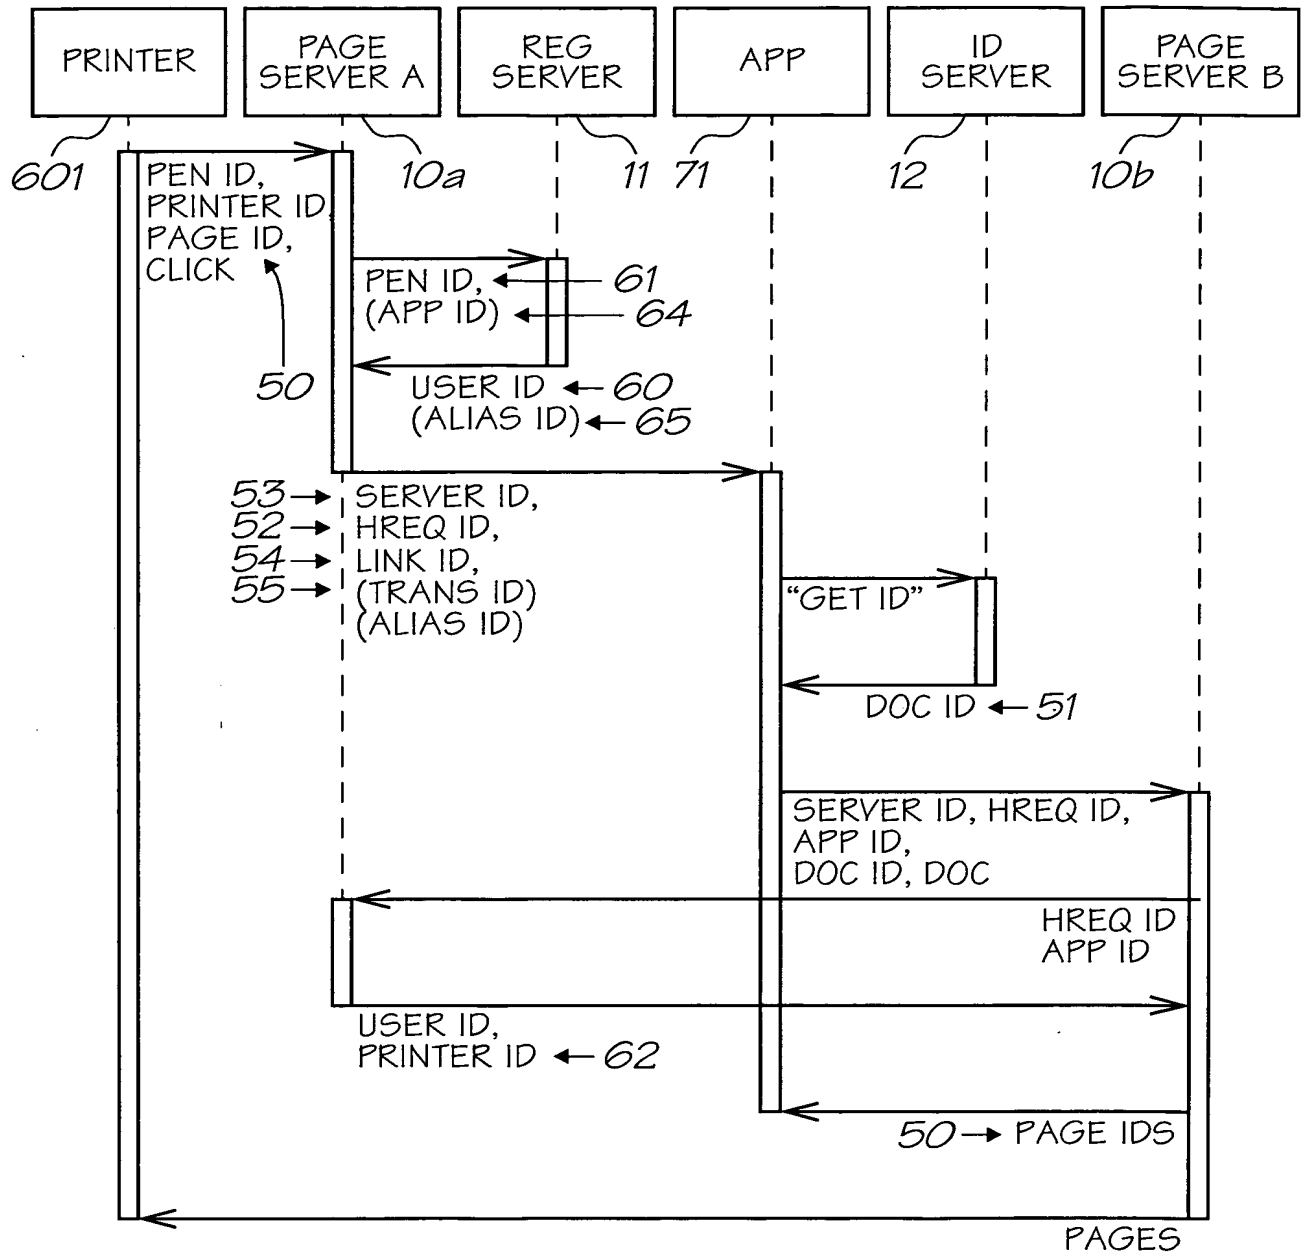 PRINTER
PAGE
SERVER A
REG
SERVER
APP
ID
SERVER
PAGE
SERVER B
601
10a
11
71
12
10b
PEN ID,
PRINTER ID
PAGE ID,
CLICK
50
PEN ID,
61
(APP ID)
64
USER ID
60
(ALIAS ID)
65
53
SERVER ID,
52
HREQ ID,
54
LINK ID,
55
(TRANS ID)
(ALIAS ID)
"GET ID"
DOC ID
51
SERVER ID, HREQ ID,
APP ID,
DOC ID, DOC
HREQ ID
APP ID
USER ID,
PRINTER ID
62
50
PAGE IDS
PAGES